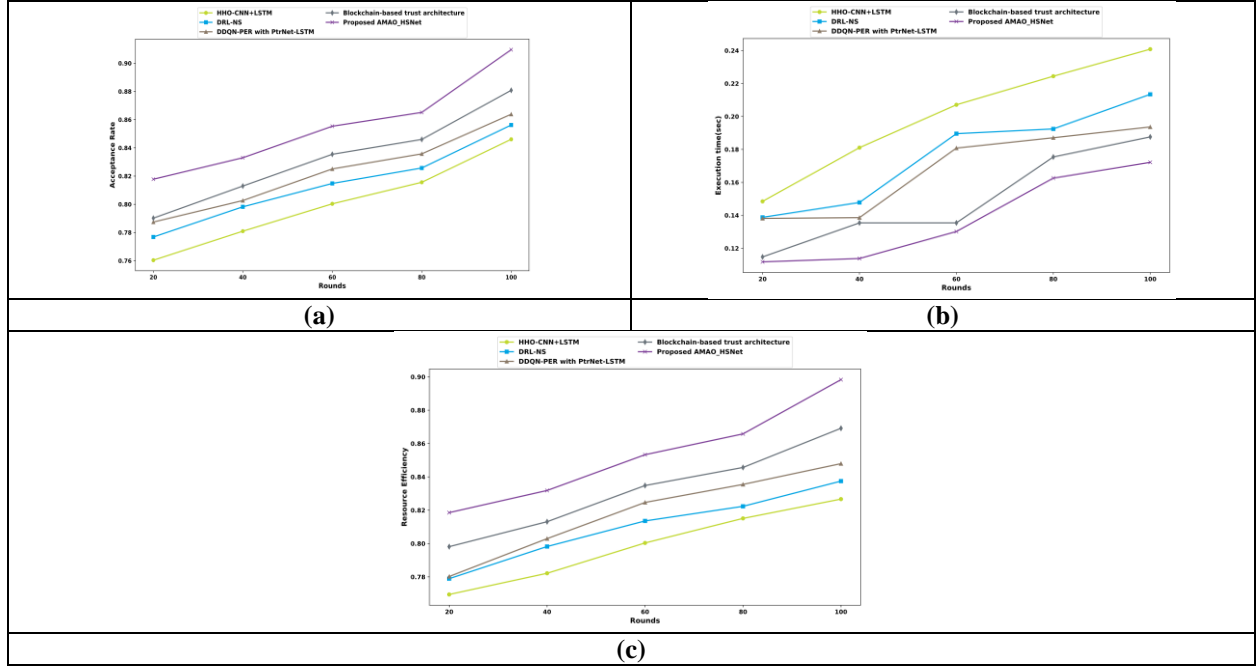 HHO-CNN+LSTM
DRL-NS
DDQN-PER with PtrNet-LSTM
Blockchain-based trust architecture
Proposed AMAO_HSNet
Acceptance Rate
0.90
0.88
0.86
0.84
0.82
0.80
0.78
0.76
20 40 60 80 100
Rounds
(a)
HHO-CNN+LSTM
DRL-NS
DDQN-PER with PtrNet-LSTM
Blockchain-based trust architecture
Proposed AMAO_HSNet
Execution time(sec)
0.24
0.22
0.20
0.18
0.16
0.14
0.12
20 40 60 80 100
Rounds
(b)
HHO-CNN+LSTM
DRL-NS
DDQN-PER with PtrNet-LSTM
Blockchain-based trust architecture
Proposed AMAO_HSNet
Resource Efficiency
0.90
0.88
0.86
0.84
0.82
0.80
0.78
20 40 60 80 100
Rounds
(c)